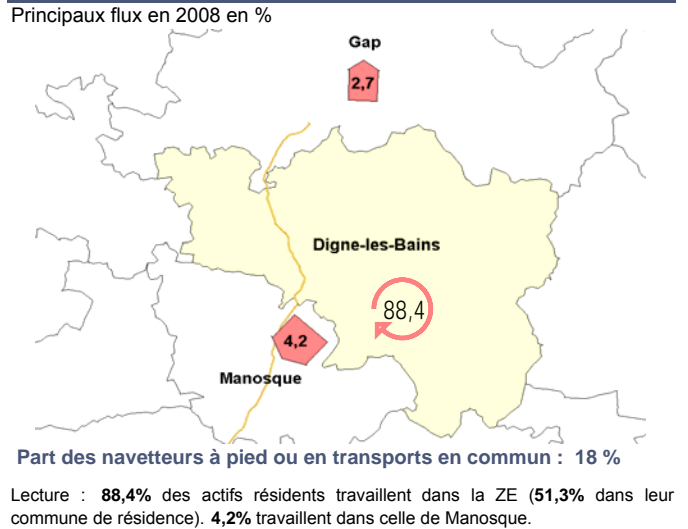 Principaux flux en 2008 en %
Gap
2,7
Digne-les-Bains
88,4
4,2
Manosque
Part des navetteurs à pied ou en transports en commun : 18 %
Lecture : 88,4% des actifs résidents travaillent dans la ZE (51,3% dans leur
commune de résidence). 4,2% travaillent dans celle de Manosque.